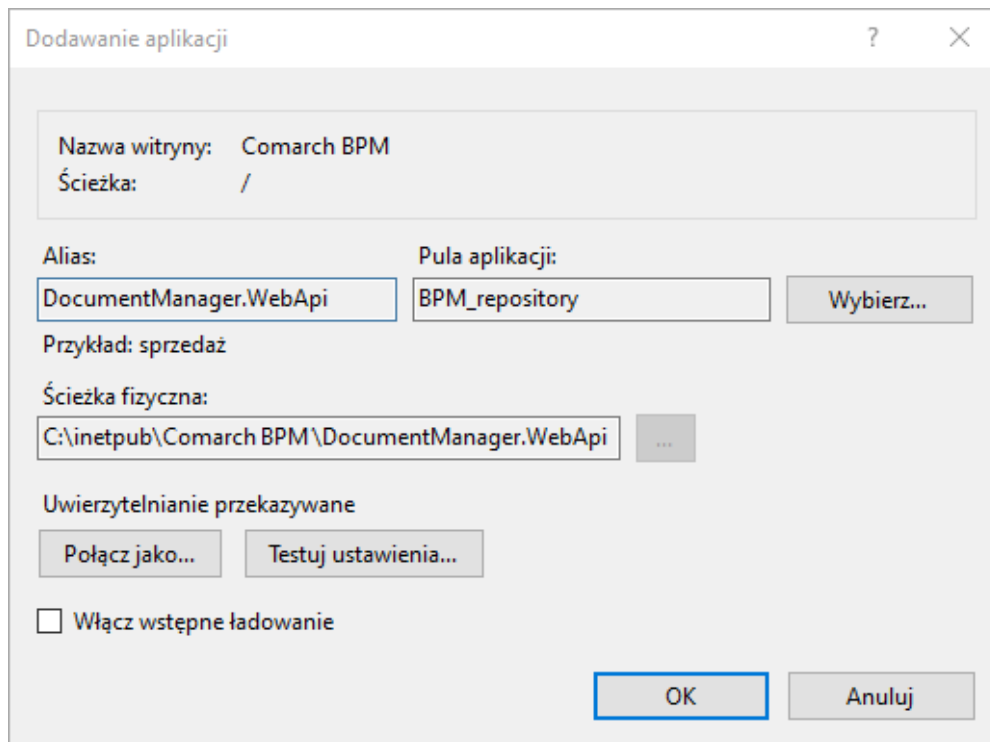 Dodawanie aplikacji ?
Nazwa witryny: Comarch BPM
Ścieżka: /
Alias: Pula aplikacji:
DocumentManager.WebApi BPM_repository Wybierz...
Przykład: sprzedaż
Ścieżka fizyczna:
C:\inetpub\Comarch BPM'\DocumentManager.WebApi ...
Uwierzytelnianie przekazywane
Połącz jako... Testuj ustawienia...
Włącz wstępne ładowanie
OK Anuluj